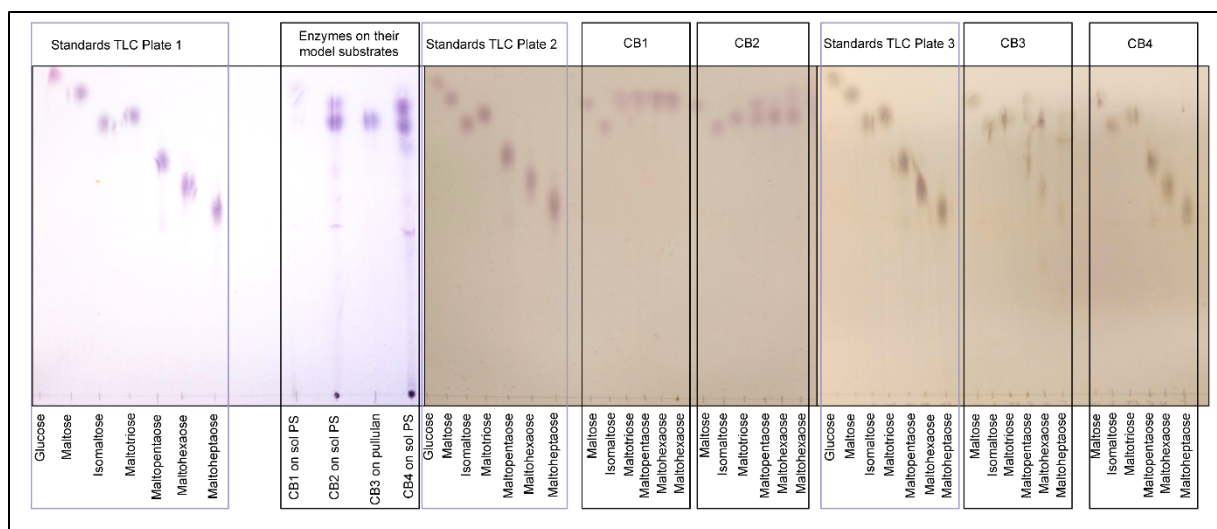 Standards TLC Plate 1
Enzymes on their
model substrates
Standards TLC Plate 2
CB1
CB2
Standards TLC Plate 3
CB3
CB4
Glucose
Maltose
Isomaltose
Maltotriose
Maltopentaose
Maltohexaose
Maltoheptaose
CB1 on sol PS
CB2 on sol PS
CB3 on pullulan
CB4 on sol PS
Glucose
Maltose
Isomaltose
Maltotriose
Maltopentaose
Maltohexaose
Maltoheptaose
Maltose
Isomaltose
Maltotriose
Maltopentaose
Maltohexaose
Maltohexaose
Maltose
Isomaltose
Maltotriose
Maltopentaose
Maltohexaose
Maltohexaose
Glucose
Maltose
Isomaltose
Maltotriose
Maltopentaose
Maltohexaose
Maltoheptaose
Maltose
Isomaltose
Maltotriose
Maltopentaose
Maltohexaose
Maltoheptaose
Maltose
Isomaltose
Maltotriose
Maltopentaose
Maltohexaose
Maltoheptaose